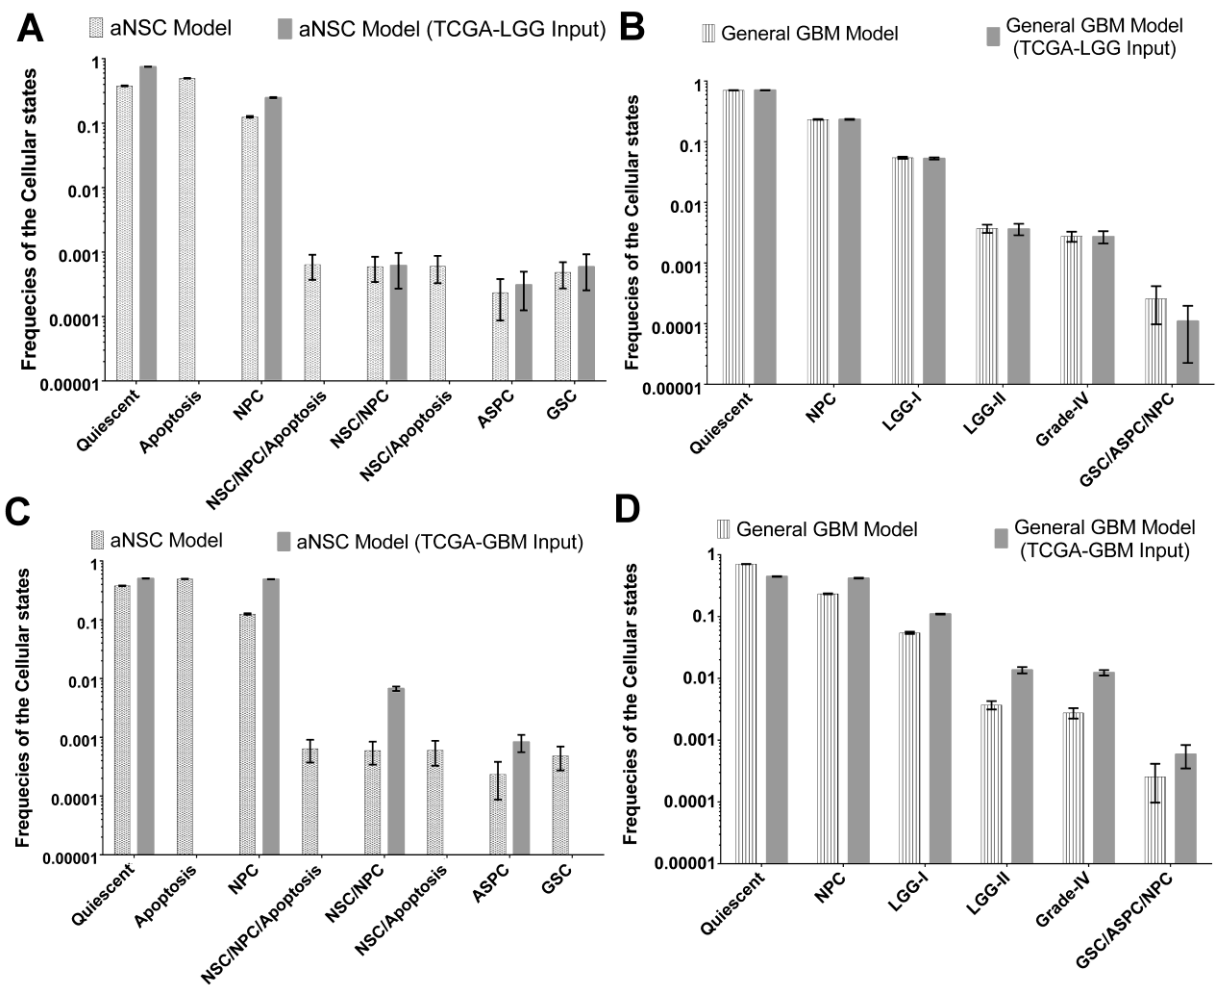 A
aNSC Model
aNSC Model (TCGA-LGG Input)
Frequecies of the Cellular states
1
0.1
0.01
0.001
0.0001
0.00001
Quiescent
Apoptosis
NPC
NSC/NPC/Apoptosis
NSC/NPC
NSC/Apoptosis
ASPC
GSC
B
General GBM Model
General GBM Model
(TCGA-LGG Input)
Frequecies of the Cellular states
1
0.1
0.01
0.001
0.0001
0.00001
Quiescent
NPC
LGG-I
LGG-II
Grade-IV
GSC/ASPC/NPC
C
aNSC Model
aNSC Model (TCGA-GBM Input)
Frequecies of the Cellular states
1
0.1
0.01
0.001
0.0001
0.00001
Quiescent
Apoptosis
NPC
NSC/NPC/Apoptosis
NSC/NPC
NSC/Apoptosis
ASPC
GSC
D
General GBM Model
General GBM Model
(TCGA-GBM Input)
Frequecies of the Cellular states
1
0.1
0.01
0.001
0.0001
0.00001
Quiescent
NPC
LGG-I
LGG-II
Grade-IV
GSC/ASPC/NPC